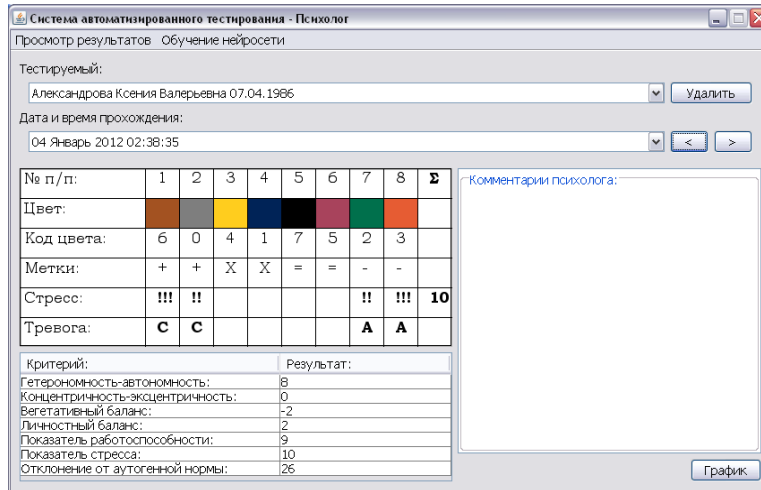 Система автоматизированного тестирования - Психолог
Просмотр результатов Обучение нейросети
Тестируемый:
Александрова Ксения Валерьевна 07.04.1986 Удалить
Дата и время прохождения:
04 Январь 2012 02:38:35 < >
№ п/п: 1 2 3 4 5 6 7 8 Σ
Цвет:
Код цвета: 6 0 4 1 7 5 2 3
Метки: + + X X = = - -
Стресс: !!! !! !! !!! 10
Тревога: С С А А
Комментарии психолога:
Критерий: Результат:
Гетерономность-автономность: 8
Концентричность-эксцентричность: 0
Вегетативный баланс: -2
Личностный баланс: 2
Показатель работоспособности: 9
Показатель стресса: 10
Отклонение от аутогенной нормы: 26
График